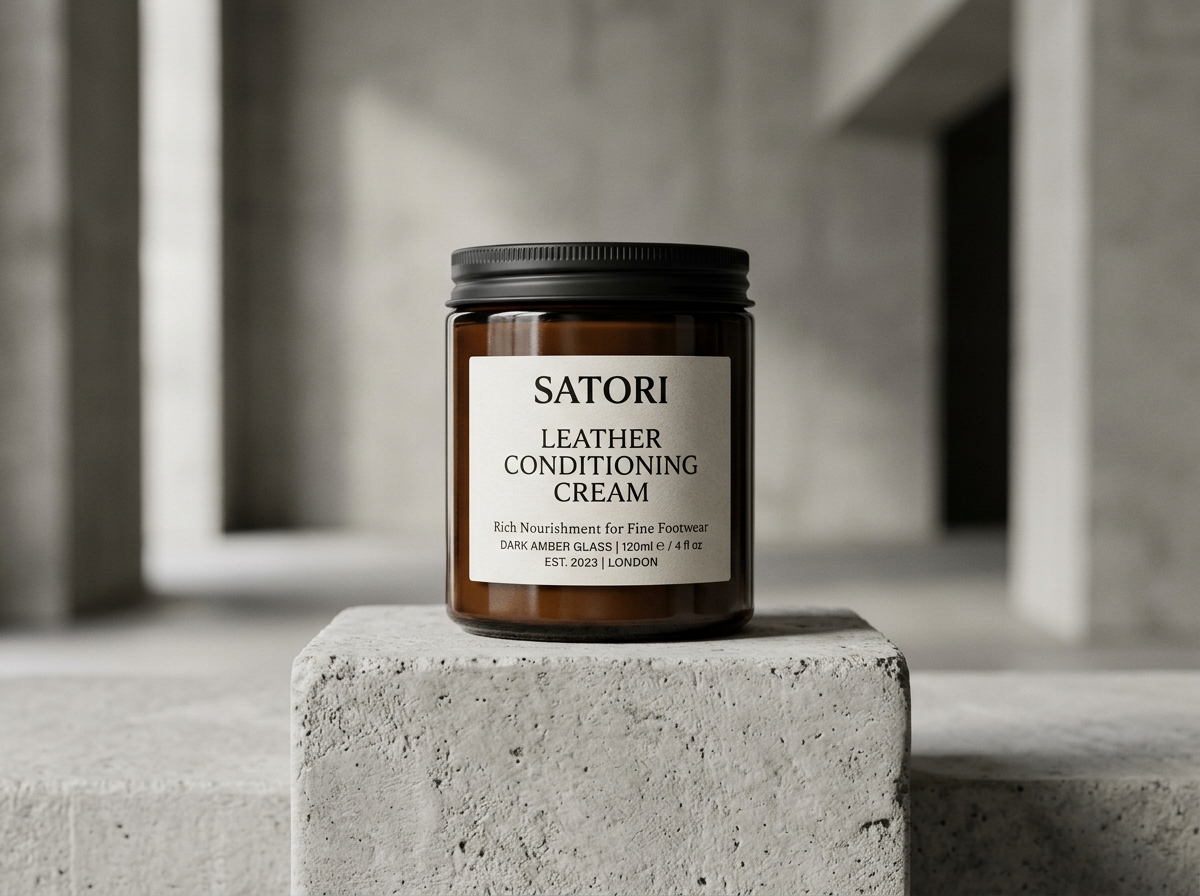 SATORI
LEATHER
CONDITIONING
CREAM
Rich Nourishment for Fine Footwear
DARK AMBER GLASS | 120ml ℮ / 4 fl oz
EST. 2023 | LONDON